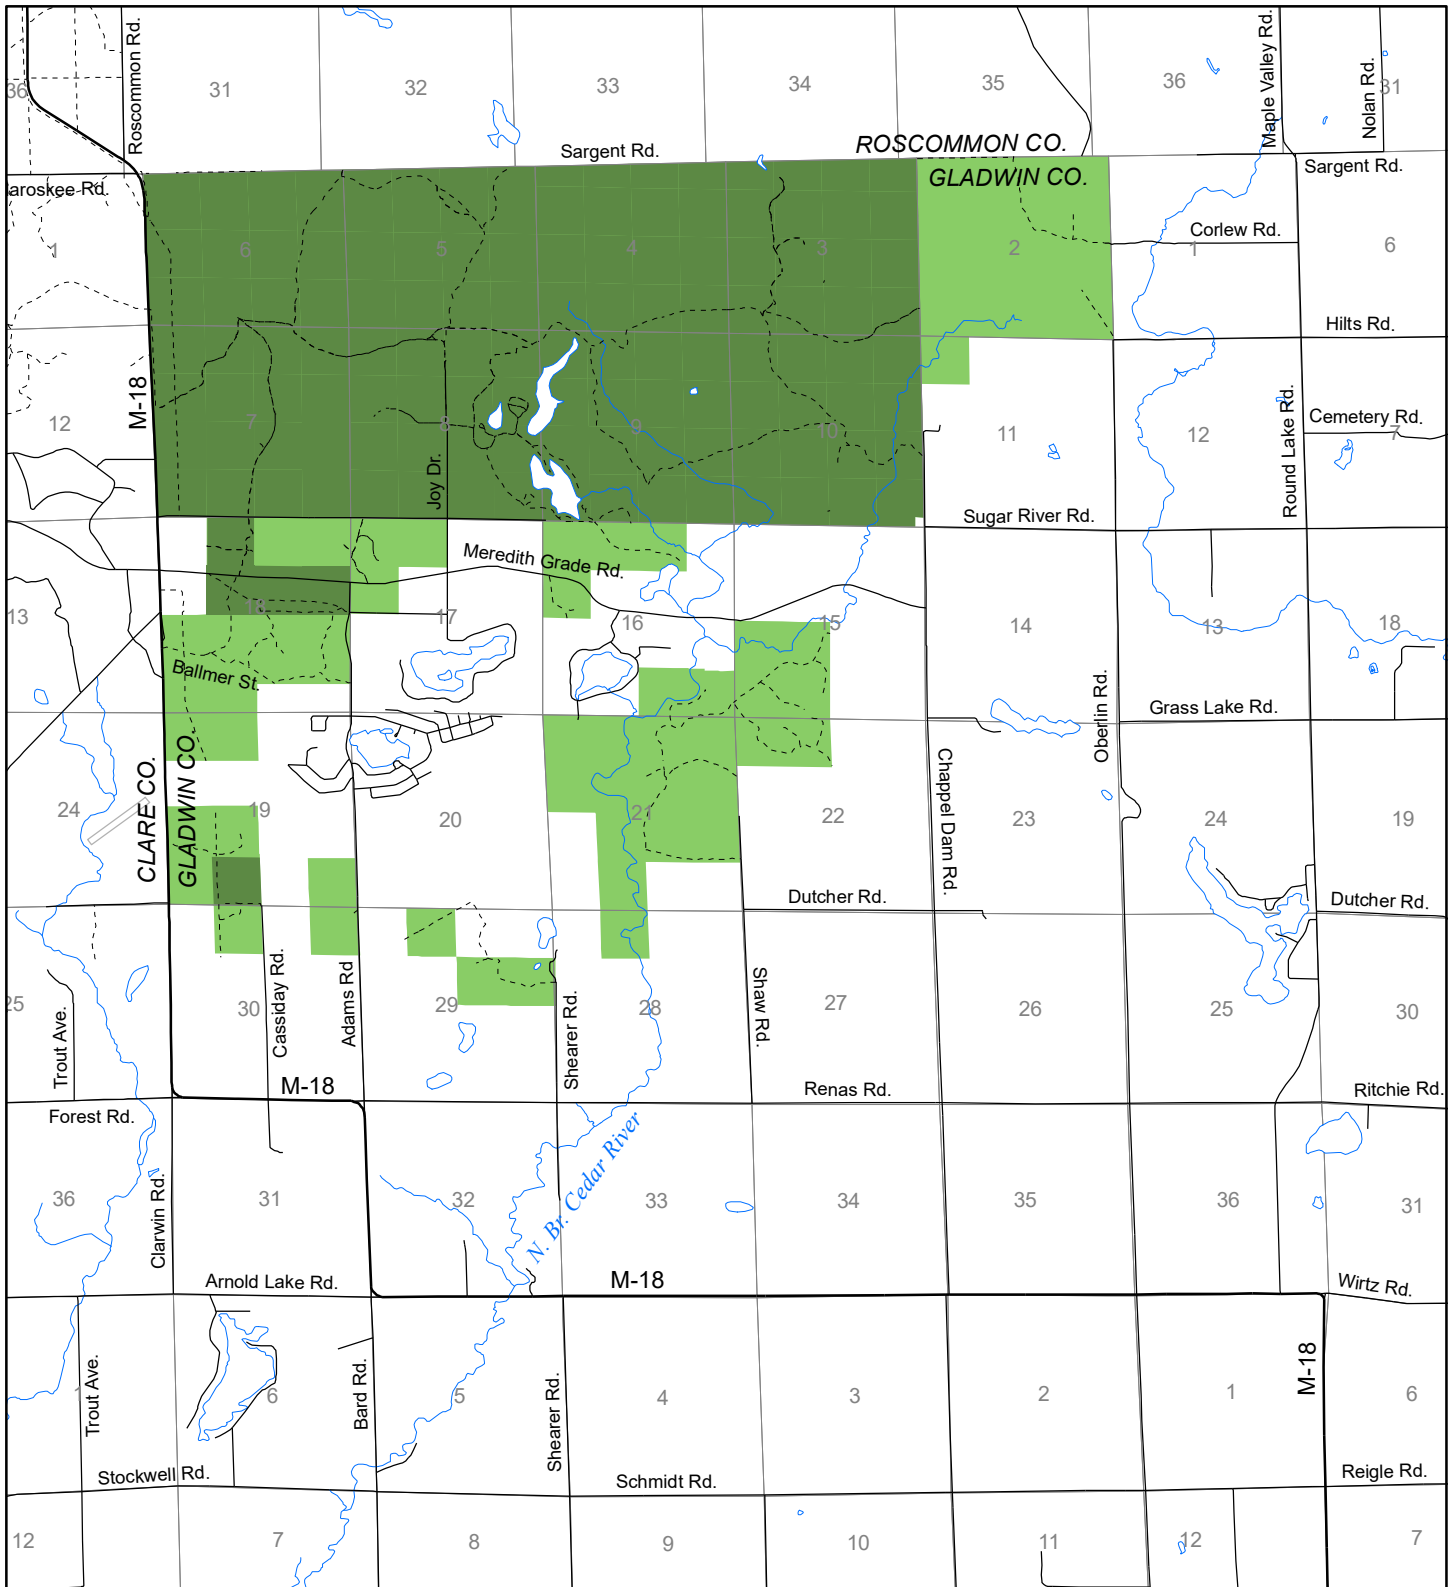 Roscommon Rd.
Maple Valley Rd.
Nolan Rd.
36
31
32
33
34
35
36
31
Sargent Rd.
ROSCOMMON CO.
GLADWIN CO.
Sargent Rd.
aroskee Rd.
Corlew Rd.
1
6
5
4
3
2
1
6
Hilts Rd.
M-18
Joy Dr.
Round Lake Rd.
Cemetery Rd.
12
7
8
9
10
11
12
7
Sugar River Rd.
Meredith Grade Rd.
13
18
17
16
15
14
13
18
Ballmer St.
Oberlin Rd.
Grass Lake Rd.
CLARE CO.
GLADWIN CO.
Chappel Dam Rd.
24
19
20
21
22
23
24
19
Dutcher Rd.
Dutcher Rd.
Trout Ave.
Cassiday Rd.
Adams Rd
Shearer Rd.
Shaw Rd.
25
30
29
28
27
26
25
30
M-18
Renas Rd.
Ritchie Rd.
Forest Rd.
Clarwin Rd.
N. Br. Cedar River
36
31
32
33
34
35
36
31
Arnold Lake Rd.
M-18
Wirtz Rd.
Trout Ave.
Bard Rd.
Shearer Rd.
M-18
1
6
5
4
3
2
1
6
Stockwell Rd.
Schmidt Rd.
Reigle Rd.
12
7
8
9
10
11
12
7